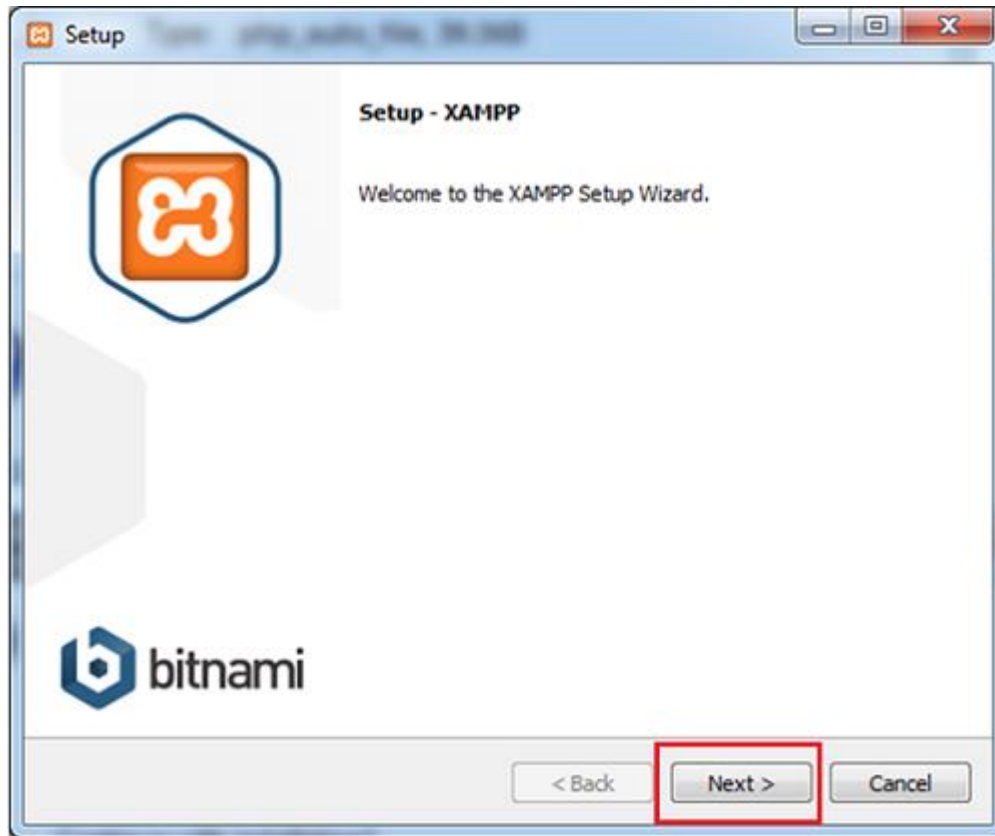 Setup
Setup - XAMPP
Welcome to the XAMPP Setup Wizard.
bitnami
< Back
Next >
Cancel